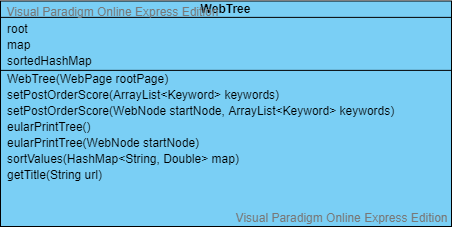 Visual Paradigm Online Express Edition
WebTree
root
map
sortedHashMap
WebTree(WebPage rootPage)
setPostOrderScore(ArrayList<Keyword> keywords)
setPostOrderScore(WebNode startNode, ArrayList<Keyword> keywords)
eularPrintTree()
eularPrintTree(WebNode startNode)
sortValues(HashMap<String, Double> map)
getTitle(String url)
Visual Paradigm Online Express Edition